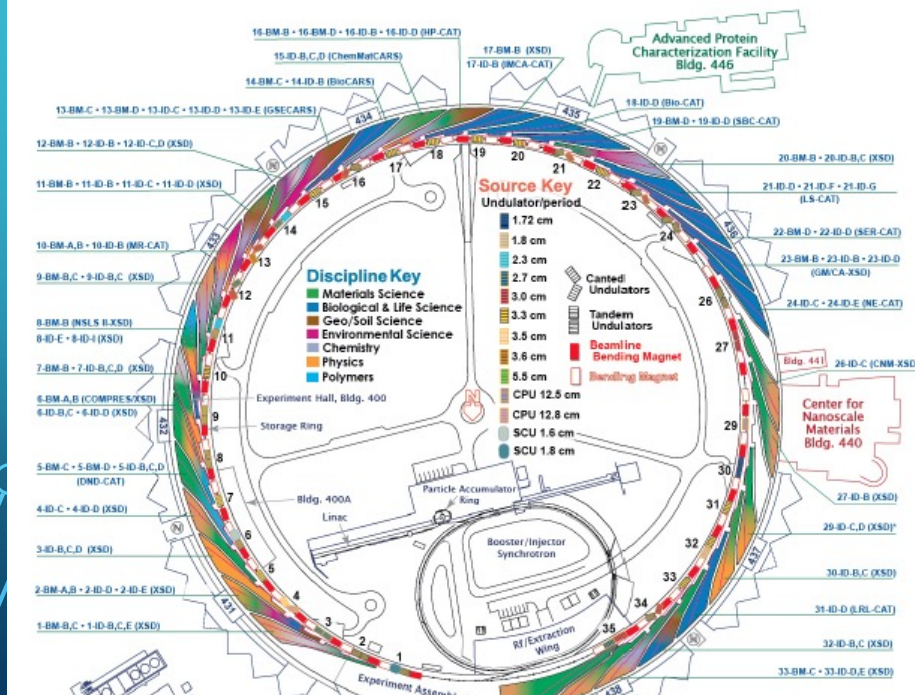 16-BM-B • 16-BM-D • 16-ID-B • 16-ID-D (HP-CAT)
15-ID-B,C,D (ChemMatCARS)
14-BM-C • 14-ID-B (BioCARS)
13-BM-C • 13-BM-D • 13-ID-C • 13-ID-D • 13-ID-E (GSECARS)
12-BM-B • 12-ID-B • 12-ID-C,D (XSD)
11-BM-B • 11-ID-B • 11-ID-C • 11-ID-D (XSD)
10-BM-A,B • 10-ID-B (MR-CAT)
9-BM-B,C • 9-ID-B,C (XSD)
8-BM-B (NSLS II-XSD)
8-ID-E • 8-ID-I (XSD)
7-BM-B • 7-ID-B,C,D (XSD)
6-BM-A,B (COMPRES/XSD)
6-ID-B,C • 6-ID-D (XSD)
5-BM-C • 5-BM-D • 5-ID-B,C,D
(DND-CAT)
4-ID-C • 4-ID-D (XSD)
3-ID-B,C,D (XSD)
2-BM-A,B • 2-ID-D • 2-ID-E (XSD)
1-BM-B,C • 1-ID-B,C,E (XSD)
17-BM-B (XSD)
17-ID-B (IMCA-CAT)
Advanced Protein
Characterization Facility
Bldg. 446
18-ID-D (Bio-CAT)
19-BM-D • 19-ID-D (SBC-CAT)
20-BM-B • 20-ID-B,C (XSD)
21-ID-D • 21-ID-F • 21-ID-G
(LS-CAT)
22-BM-D • 22-ID-D (SER-CAT)
23-BM-B • 23-ID-B • 23-ID-D
(GM/CA-XSD)
24-ID-C • 24-ID-E (NE-CAT)
Bldg. 441
26-ID-C (CNM-XSD
Center for
Nanoscale
Materials
Bldg. 440
27-ID-B (XSD)
29-ID-C,D (XSD)*
30-ID-B,C (XSD)
31-ID-D (LRL-CAT)
32-ID-B,C (XSD)
33-BM-C • 33-ID-D,E (XSD)
431
432
433
434
435
436
437
438
1
2
3
4
5
6
7
8
9
10
11
12
13
14
15
16
17
18
19
20
21
22
23
24
26
27
29
30
31
32
33
34
35
Discipline Key
Materials Science
Biological & Life Science
Geo/Soil Science
Environmental Science
Chemistry
Physics
Polymers
Source Key
Undulator/period
1.72 cm
1.8 cm
2.3 cm
2.7 cm
3.0 cm
3.3 cm
3.5 cm
3.6 cm
5.5 cm
CPU 12.5 cm
CPU 12.8 cm
SCU 1.6 cm
SCU 1.8 cm
Canted
Undulators
Tandem
Undulators
Beamline
Bending Magnet
Bending Magnet
N
Experiment Hall, Bldg. 400
Storage Ring
Bldg. 400A
Linac
Particle Accumulator
Ring
Booster/Injector
Synchrotron
Rf/Extraction
Wing